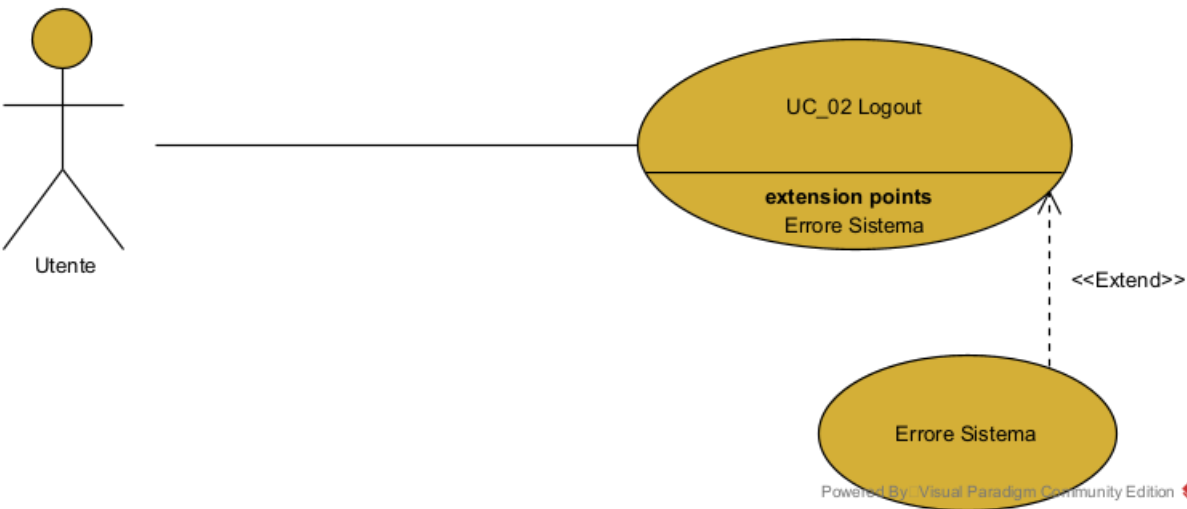 UC_02 Logout
extension points
Errore Sistema
Utente
<<Extend>>
Errore Sistema
Powered By Visual Paradigm Community Edition